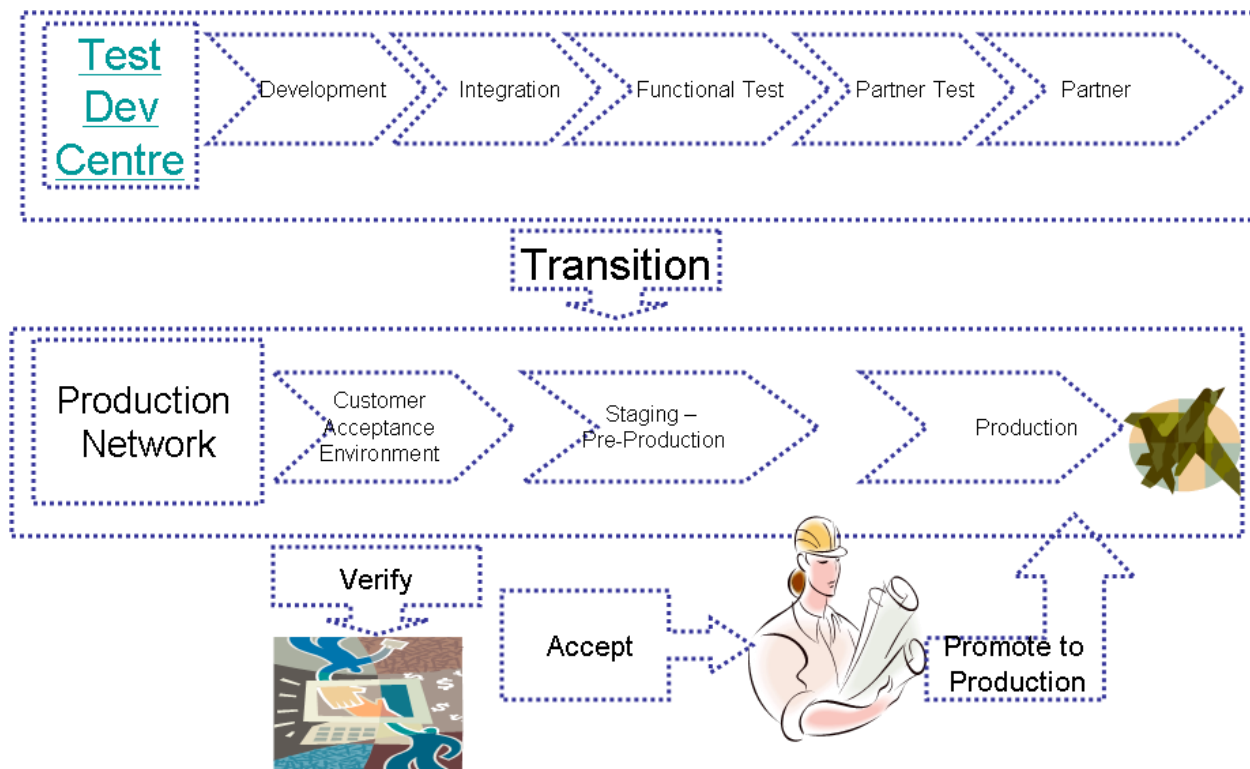 Test
Dev
Centre
Development
Integration
Functional Test
Partner Test
Partner
Transition
Production
Network
Customer
Acceptance
Environment
Staging –
Pre-Production
Production
Verify
Accept
Promote to
Production